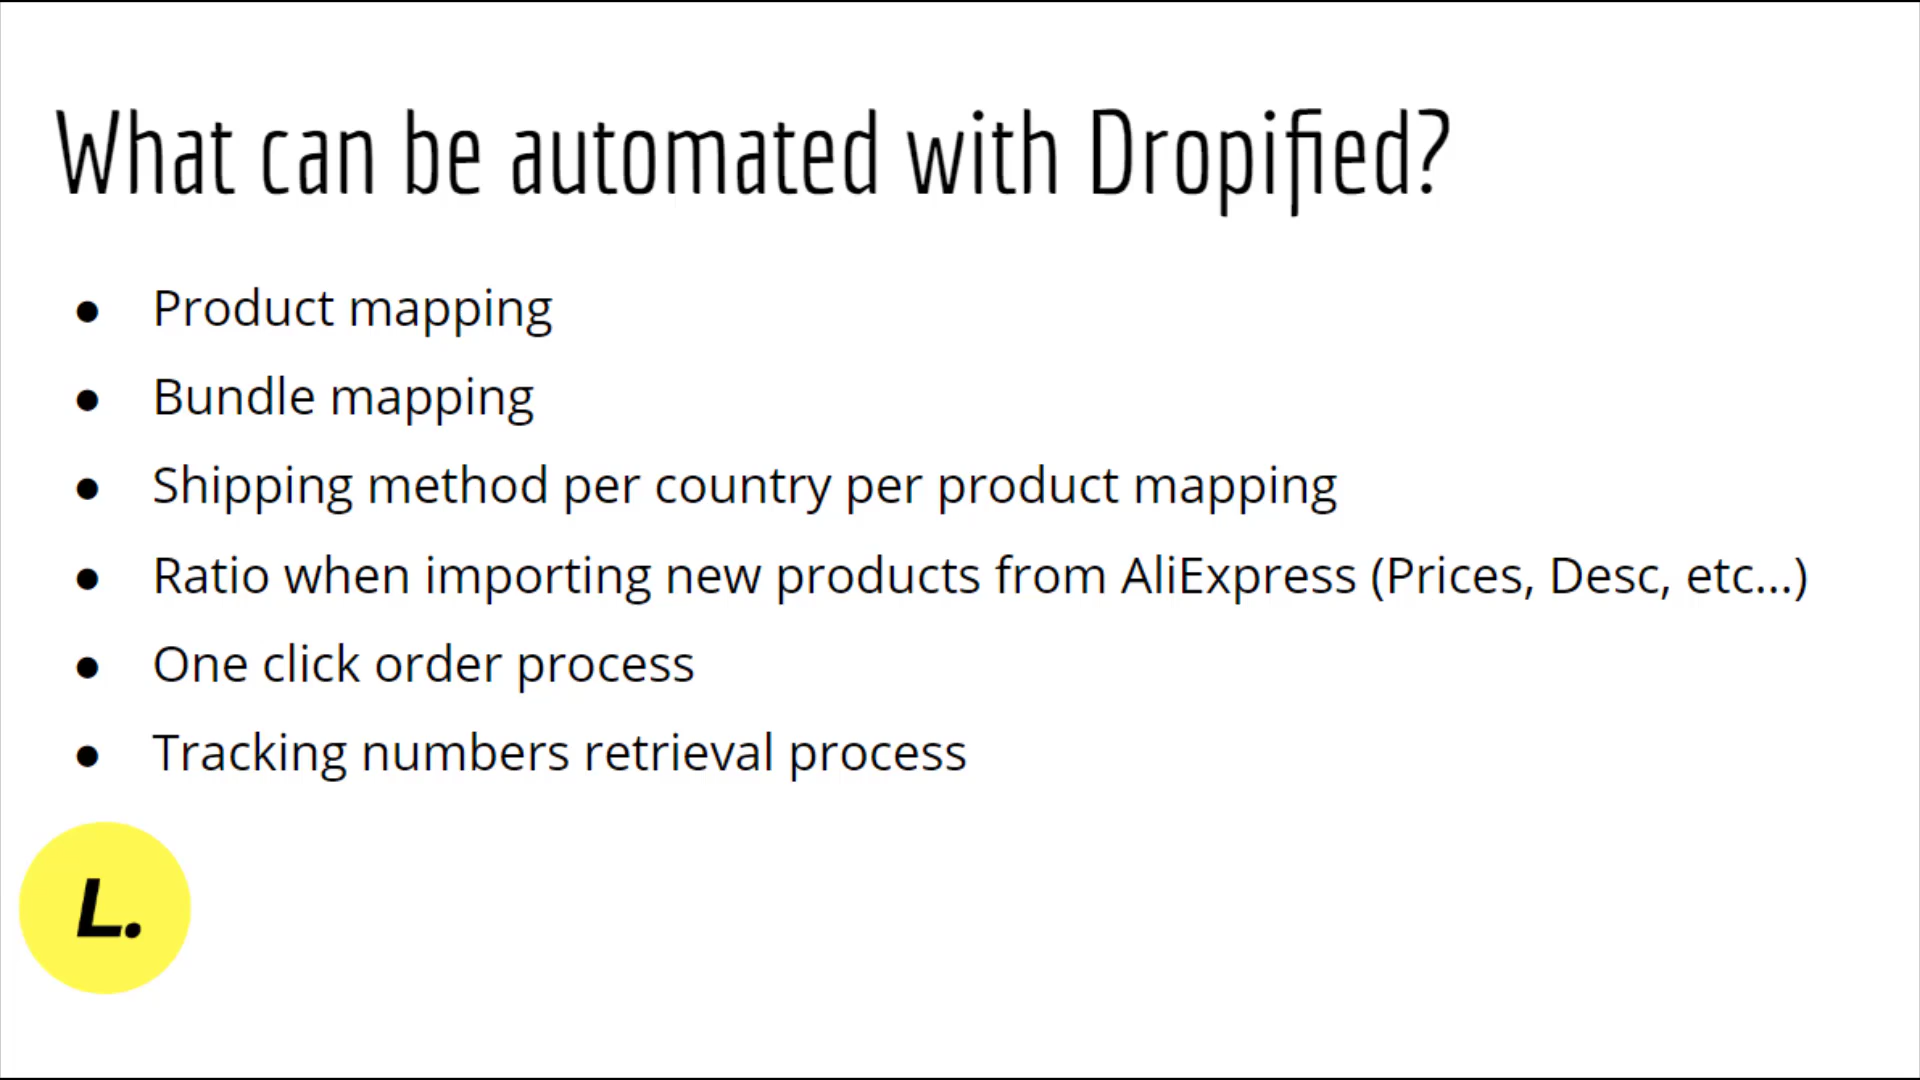 What can be automated with Dropified?
● Product mapping
● Bundle mapping
● Shipping method per country per product mapping
● Ratio when importing new products from AliExpress (Prices, Desc, etc...)
● One click order process
● Tracking numbers retrieval process
L.